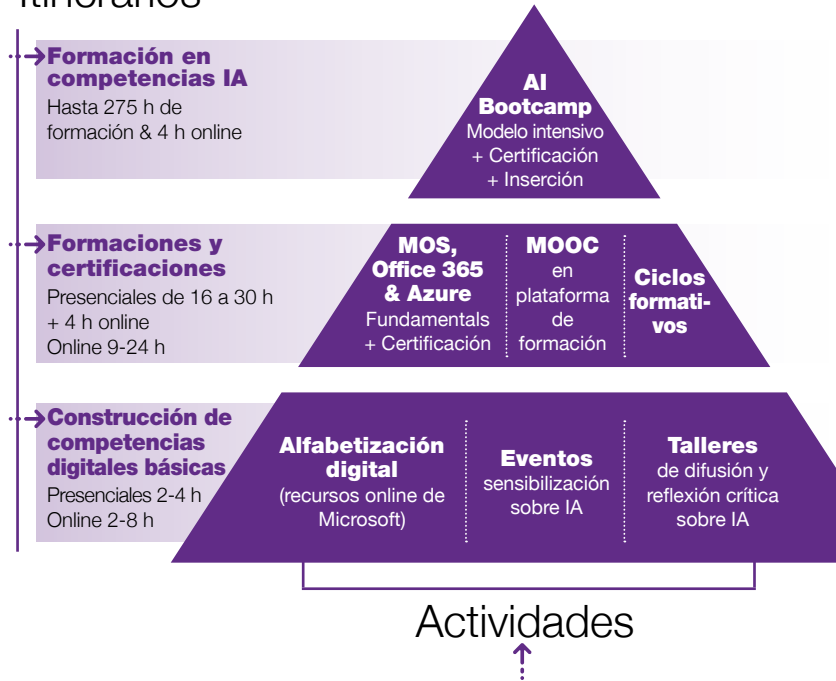 Itinerarios
Formación en
competencias IA
Hasta 275 h de
formación & 4 h online
AI
Bootcamp
Modelo intensivo
+ Certificación
+ Inserción
Formaciones y
certificaciones
Presenciales de 16 a 30 h
+ 4 h online
Online 9-24 h
MOS,
Office 365
& Azure
Fundamentals
+ Certificación
MOOC
en
plataforma
de
formación
Ciclos
formati-
vos
Construcción de
competencias
digitales básicas
Presenciales 2-4 h
Online 2-8 h
Alfabetización
digital
(recursos online de
Microsoft)
Eventos
sensibilización
sobre IA
Talleres
de difusión y
reflexión crítica
sobre IA
Actividades